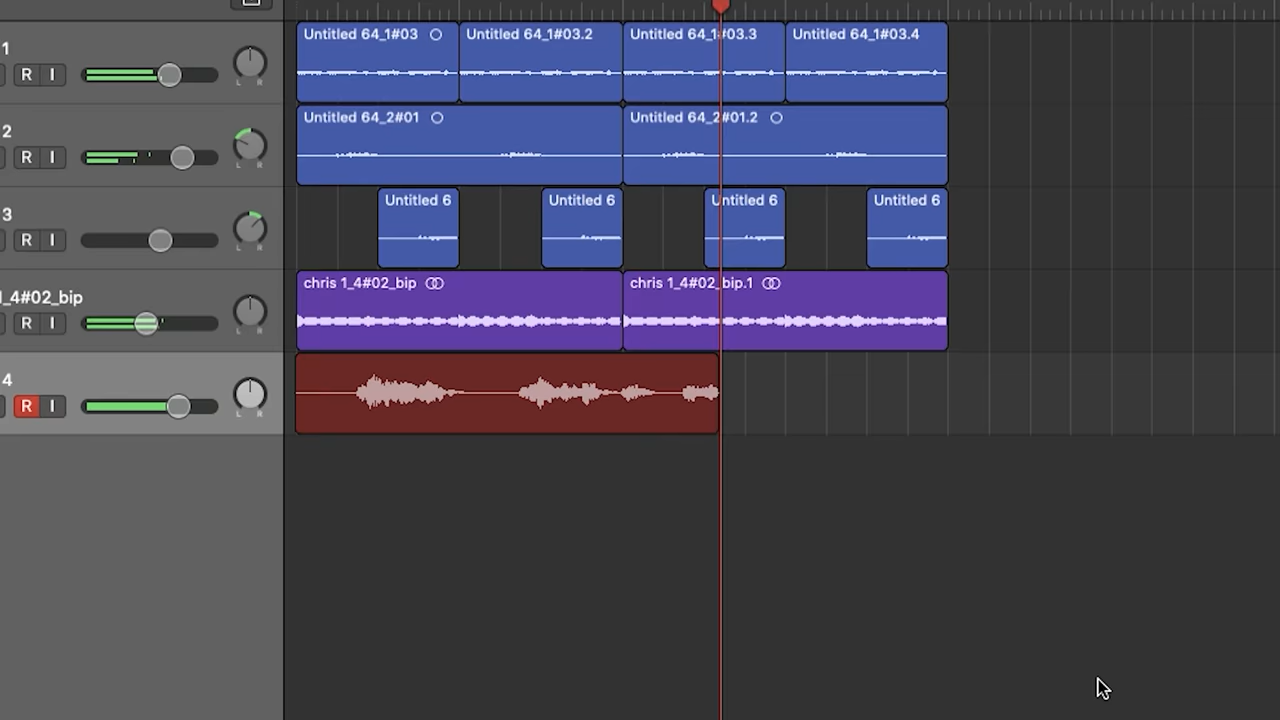 1
Untitled 64_1#03
Untitled 64_1#03.2
Untitled 64_1#03.3
Untitled 64_1#03.4
R I
L R
2
Untitled 64_2#01
Untitled 64_2#01.2
R I
L R
3
Untitled 6
Untitled 6
Untitled 6
Untitled 6
R I
L R
1_4#02_bip
chris 1_4#02_bip
chris 1_4#02_bip.1
R I
L R
4
R I
L R